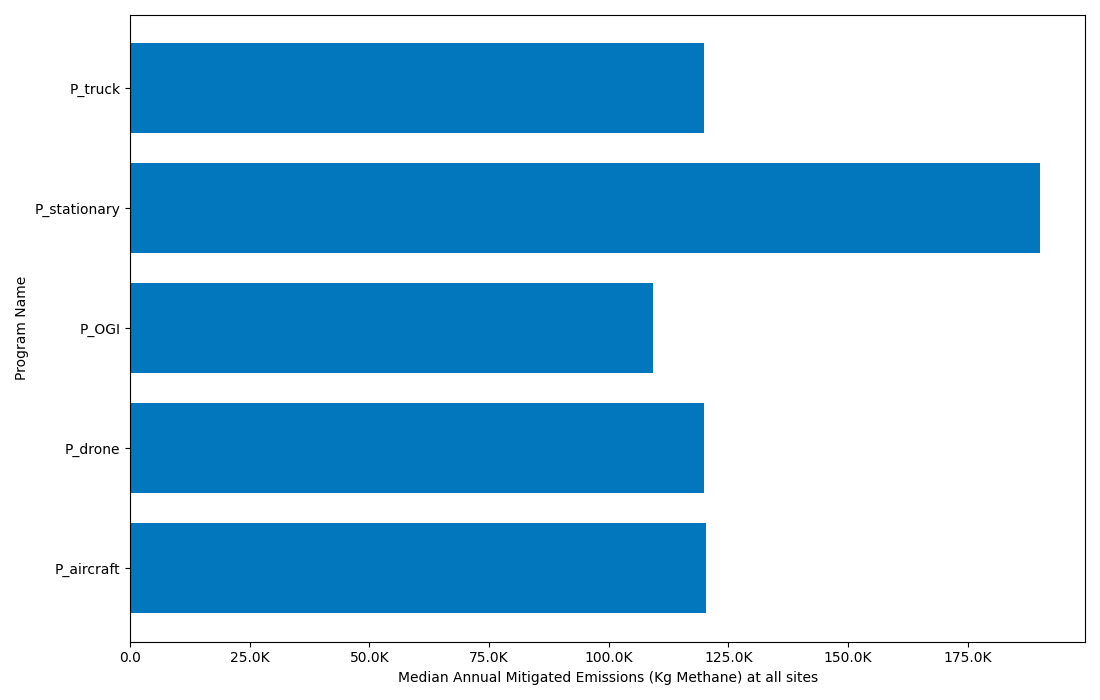 Program Name
P_truck
P_stationary
P_OGI
P_drone
P_aircraft
0.0 25.0K 50.0K 75.0K 100.0K 125.0K 150.0K 175.0K
Median Annual Mitigated Emissions (Kg Methane) at all sites